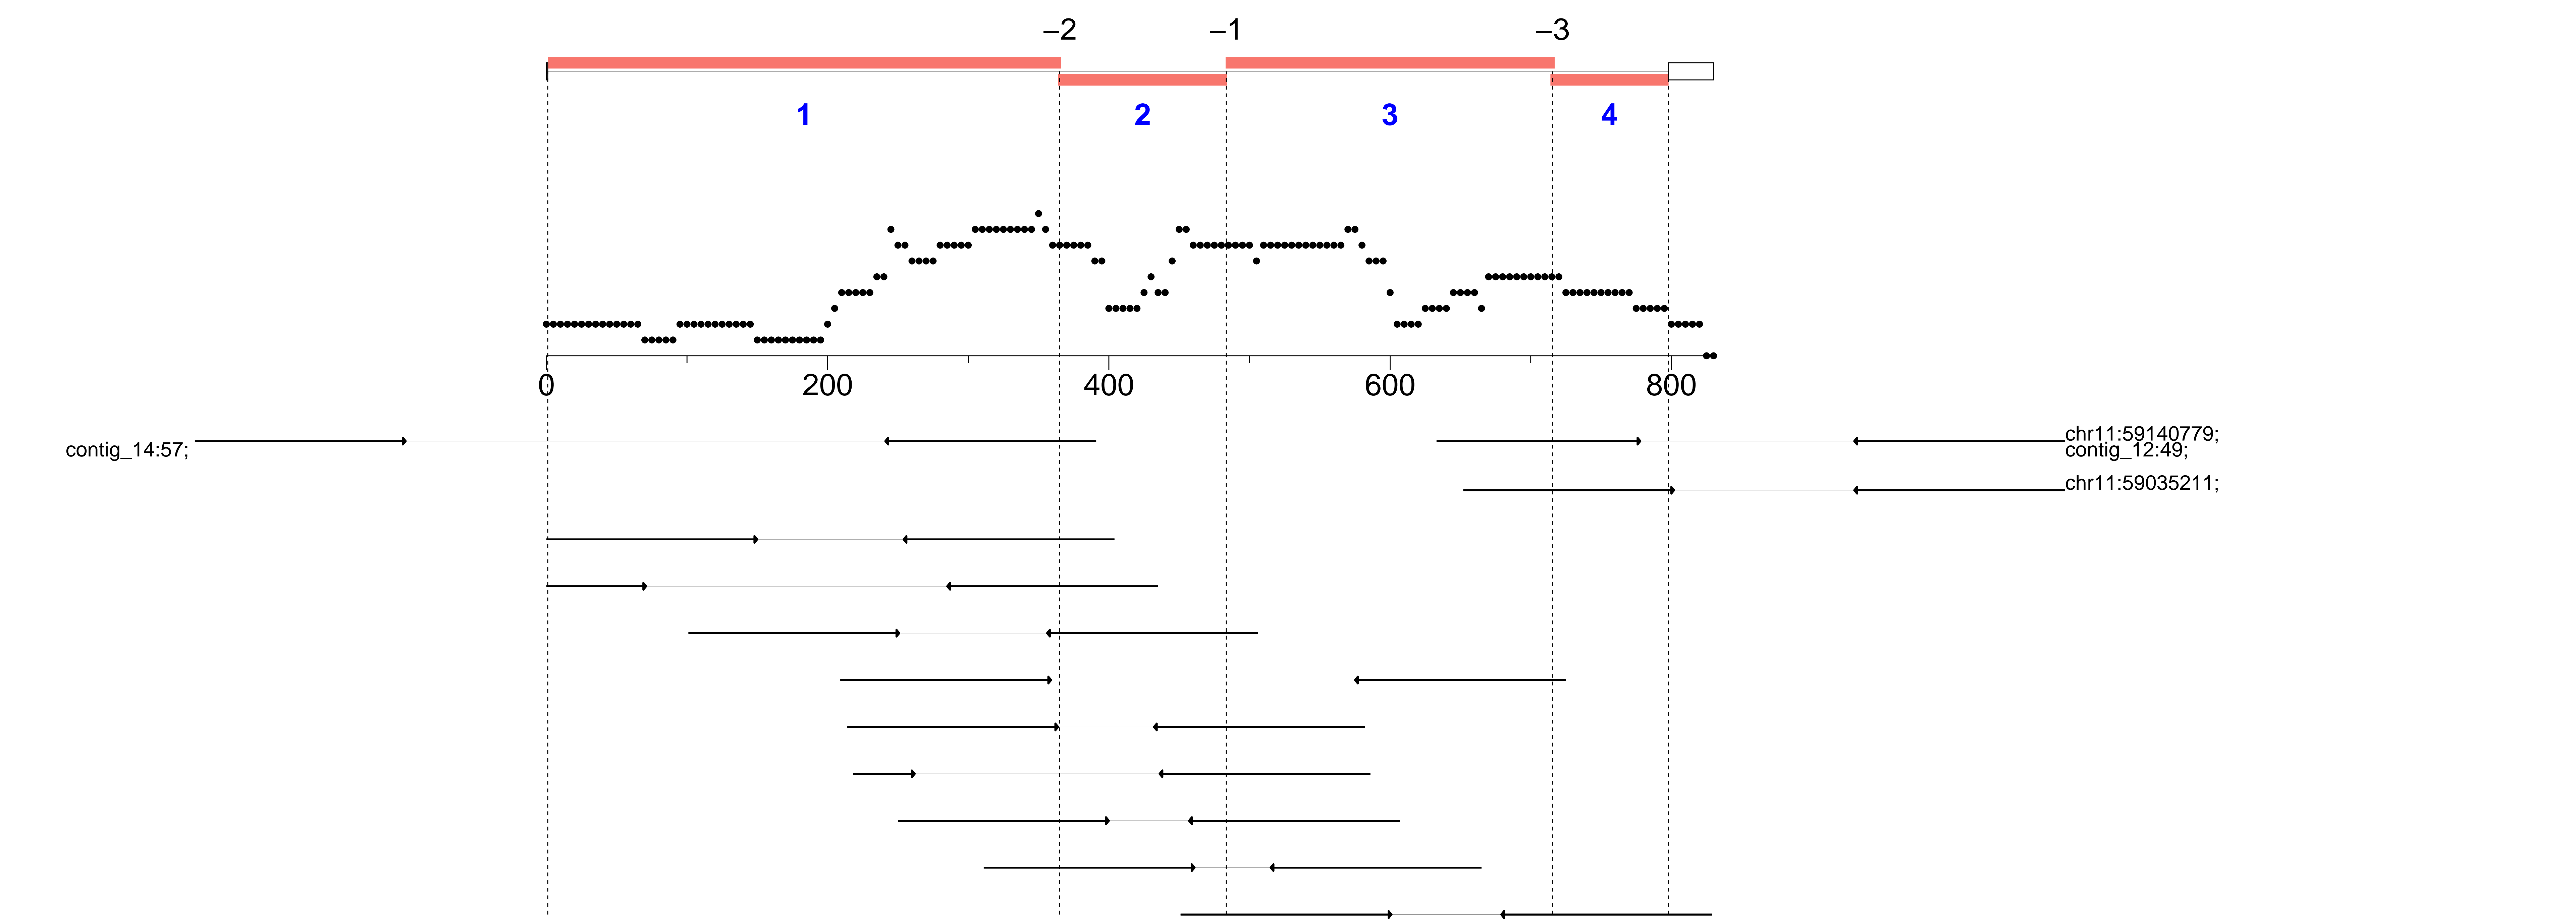 –2 –1 –3
1 2 3 4
0 200 400 600 800
chr11:59140779;
contig_14:57; contig_12:49;
chr11:59035211;